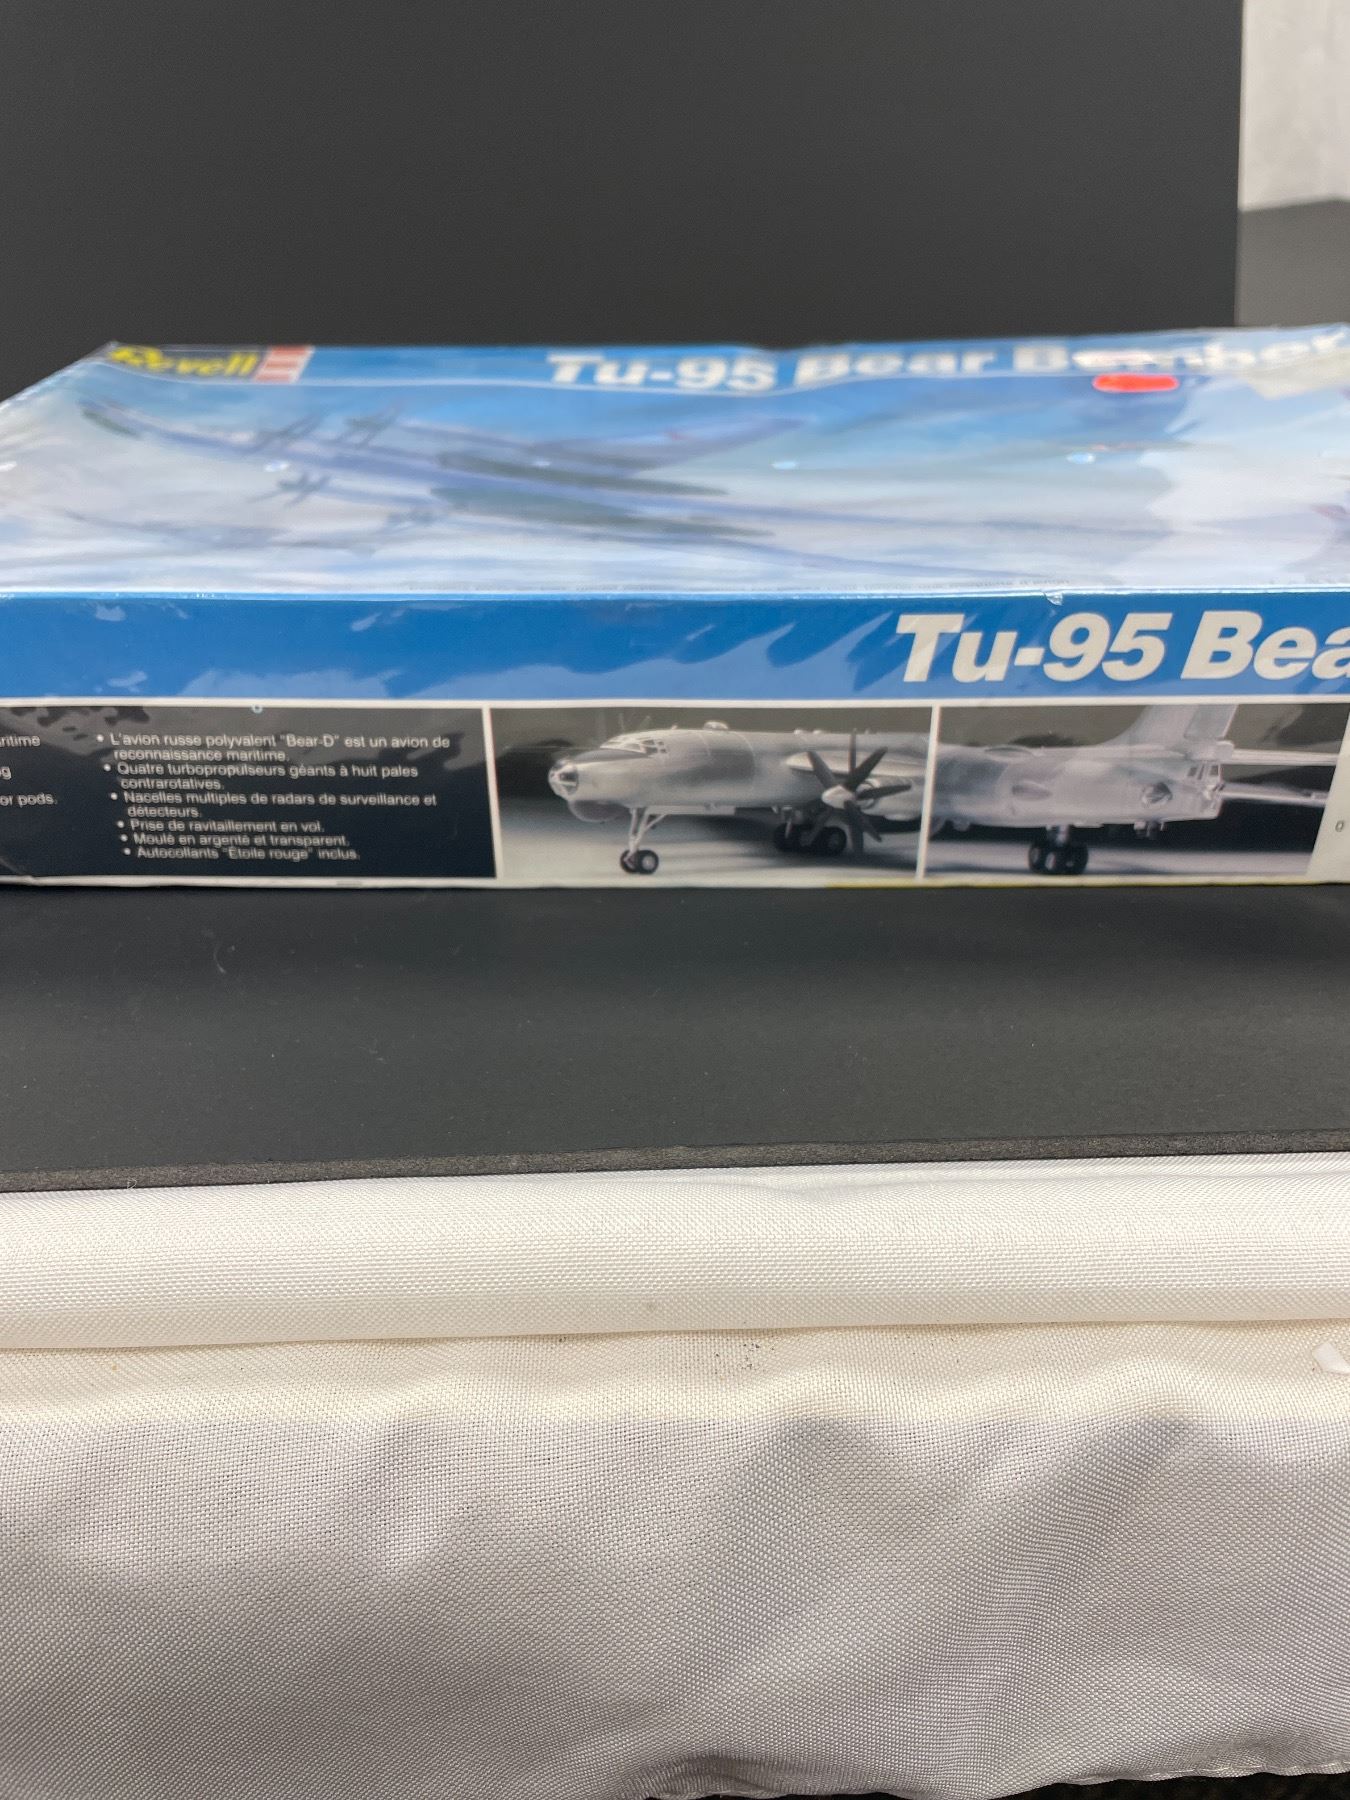 Revell
Tu-95 Bear Bomber
Tu-95 Bea
ritime
g
or pods.
• L'avion russe polyvalent "Bear-D" est un avion de
reconnaissance maritime.
• Quatre turbopropulseurs géants à huit pales
contrarotatives.
• Nacelles multiples de radars de surveillance et
détecteurs.
• Prise de ravitaillement en vol.
• Moulé en argenté et transparent.
• Autocollants "Étoile rouge" inclus.
0